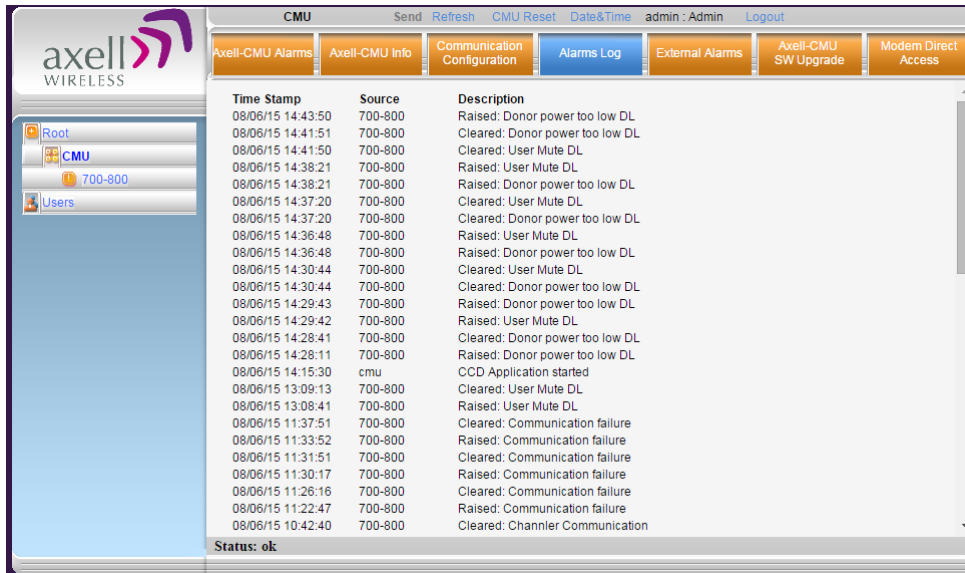 axell
WIRELESS
CMU Send Refresh CMU Reset Date&Time admin : Admin Logout
Axell-CMU Alarms Axell-CMU Info Communication Configuration Alarms Log External Alarms Axell-CMU SW Upgrade Modem Direct Access
Root
CMU
700-800
Users
Time Stamp Source Description
08/06/15 14:43:50 700-800 Raised: Donor power too low DL
08/06/15 14:41:51 700-800 Cleared: Donor power too low DL
08/06/15 14:41:50 700-800 Cleared: User Mute DL
08/06/15 14:38:21 700-800 Raised: User Mute DL
08/06/15 14:38:21 700-800 Raised: Donor power too low DL
08/06/15 14:37:20 700-800 Cleared: User Mute DL
08/06/15 14:37:20 700-800 Cleared: Donor power too low DL
08/06/15 14:36:48 700-800 Raised: User Mute DL
08/06/15 14:36:48 700-800 Raised: Donor power too low DL
08/06/15 14:30:44 700-800 Cleared: User Mute DL
08/06/15 14:30:44 700-800 Cleared: Donor power too low DL
08/06/15 14:29:43 700-800 Raised: Donor power too low DL
08/06/15 14:29:42 700-800 Raised: User Mute DL
08/06/15 14:28:41 700-800 Cleared: Donor power too low DL
08/06/15 14:28:11 700-800 Raised: Donor power too low DL
08/06/15 14:15:30 cmu CCD Application started
08/06/15 13:09:13 700-800 Cleared: User Mute DL
08/06/15 13:08:41 700-800 Raised: User Mute DL
08/06/15 11:37:51 700-800 Cleared: Communication failure
08/06/15 11:33:52 700-800 Raised: Communication failure
08/06/15 11:31:51 700-800 Cleared: Communication failure
08/06/15 11:30:17 700-800 Raised: Communication failure
08/06/15 11:26:16 700-800 Cleared: Communication failure
08/06/15 11:22:47 700-800 Raised: Communication failure
08/06/15 10:42:40 700-800 Cleared: Channler Communication
Status: ok